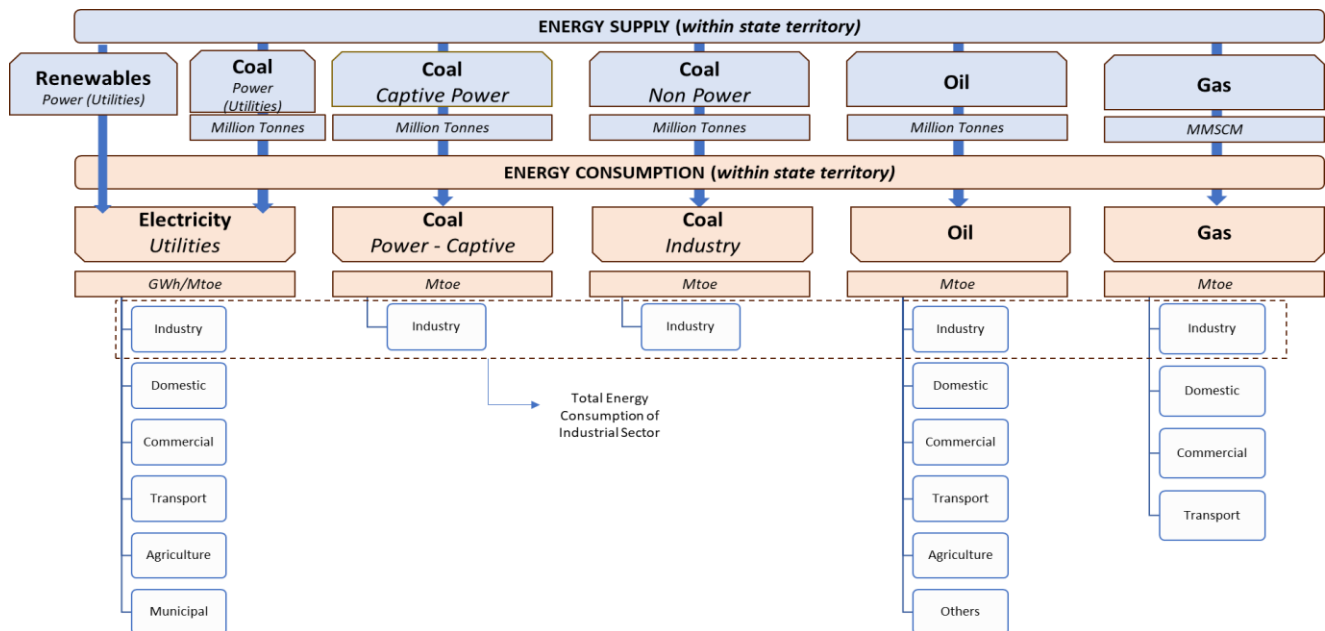 ENERGY SUPPLY (within state territory)
Renewables
Power (Utilities)
Coal
Power
(Utilities)
Million Tonnes
Coal
Captive Power
Million Tonnes
Coal
Non Power
Million Tonnes
Oil
Million Tonnes
Gas
MMSCM
ENERGY CONSUMPTION (within state territory)
Electricity
Utilities
GWh/Mtoe
Industry
Domestic
Commercial
Transport
Agriculture
Municipal
Coal
Power - Captive
Mtoe
Industry
Total Energy
Consumption of
Industrial Sector
Coal
Industry
Mtoe
Industry
Oil
Mtoe
Industry
Domestic
Commercial
Transport
Agriculture
Others
Gas
Mtoe
Industry
Domestic
Commercial
Transport